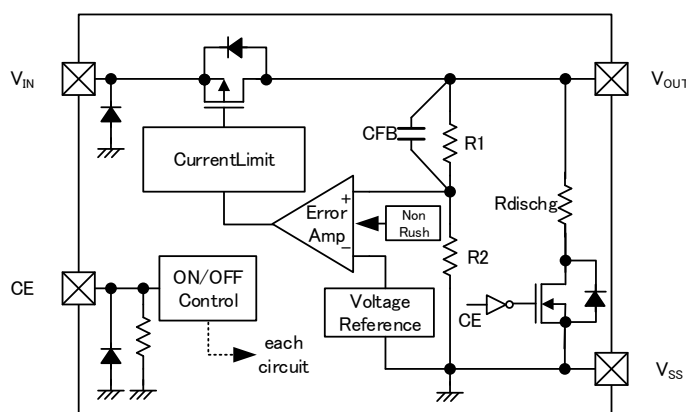 VIN
VOUT
CFB
R1
CurrentLimit
Rdischg
+
Error
Amp
−
Non
Rush
R2
CE
ON/OFF
Control
Voltage
Reference
CE
each
circuit
VSS